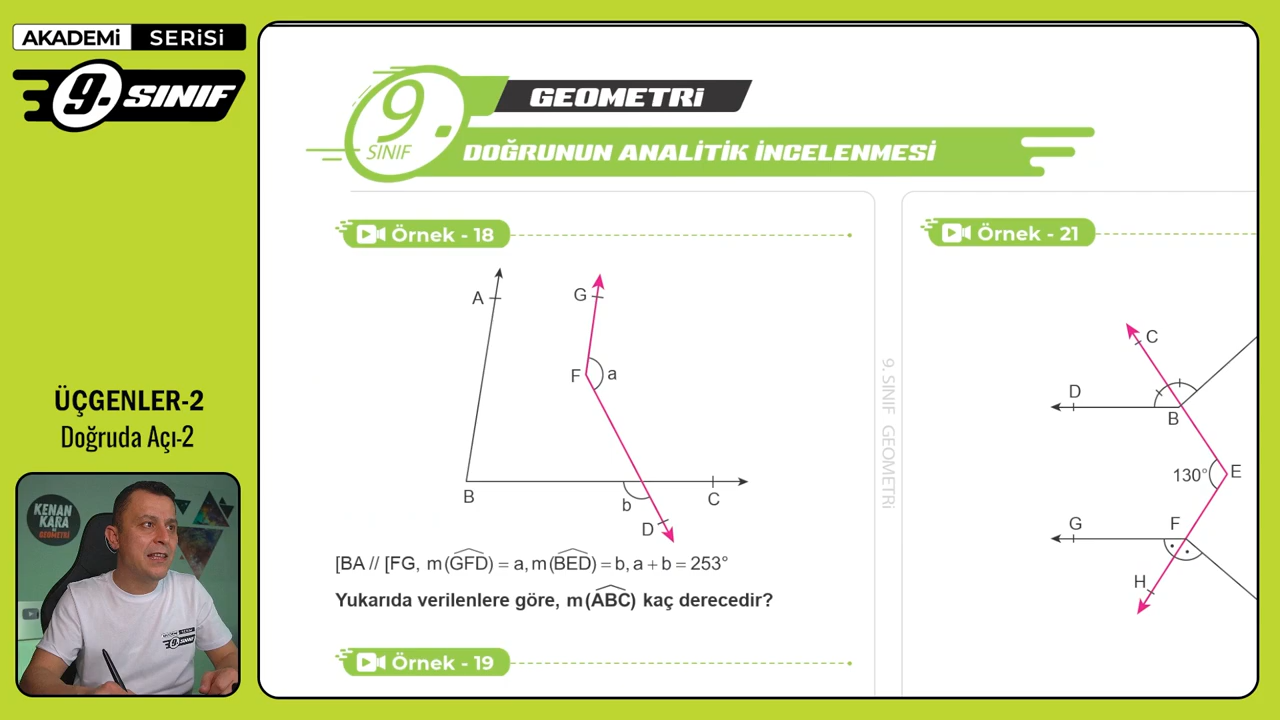 AKADEMİ SERİSİ
9. SINIF
ÜÇGENLER-2
Doğruda Açı-2
KENAN
KARA
GEOMETRİ
9. SINIF
9.
SINIF
GEOMETRİ
DOĞRUNUN ANALİTİK İNCELENMESİ
Örnek - 18
A
G
F
a
B
b
C
D
[BA // [FG, m(GFD) = a, m(BED) = b, a + b = 253°
Yukarıda verilenlere göre, m(ABC) kaç derecedir?
Örnek - 19
9. SINIF GEOMETRİ
Örnek - 21
C
D
B
130°
E
G
F
H